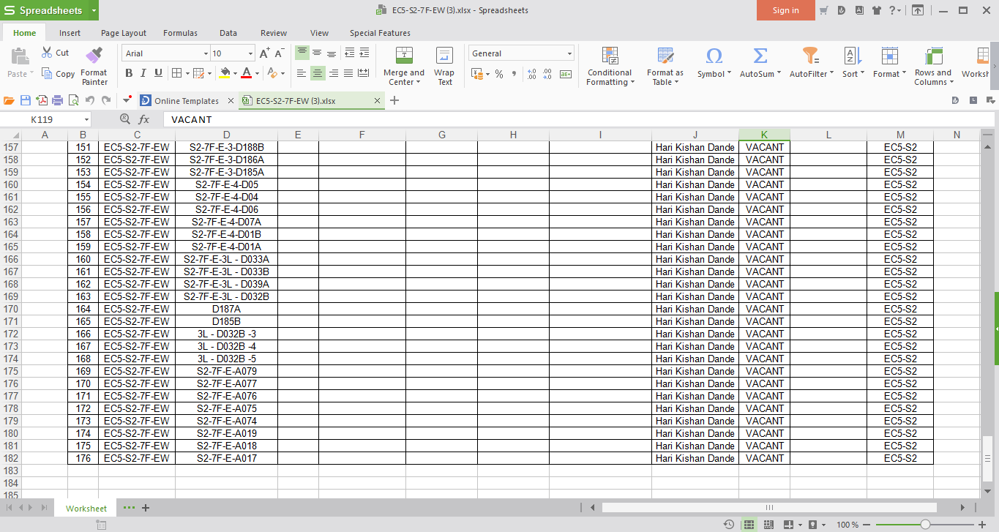 Spreadsheets EC5-S2-7F-EW (3).xlsx - Spreadsheets Sign in
Home Insert Page Layout Formulas Data Review View Special Features
Paste Cut Copy Format Painter Arial 10 A+ A- B I U Merge and Center Wrap Text General % Conditional Formatting Format as Table Symbol AutoSum AutoFilter Sort Format Rows and Columns Worksh
Online Templates EC5-S2-7F-EW (3).xlsx
K119 fx VACANT
A B C D E F G H I J K L M N
157 151 EC5-S2-7F-EW S2-7F-E-3-D188B Hari Kishan Dande VACANT EC5-S2
158 152 EC5-S2-7F-EW S2-7F-E-3-D186A Hari Kishan Dande VACANT EC5-S2
159 153 EC5-S2-7F-EW S2-7F-E-3-D185A Hari Kishan Dande VACANT EC5-S2
160 154 EC5-S2-7F-EW S2-7F-E-4-D05 Hari Kishan Dande VACANT EC5-S2
161 155 EC5-S2-7F-EW S2-7F-E-4-D04 Hari Kishan Dande VACANT EC5-S2
162 156 EC5-S2-7F-EW S2-7F-E-4-D06 Hari Kishan Dande VACANT EC5-S2
163 157 EC5-S2-7F-EW S2-7F-E-4-D07A Hari Kishan Dande VACANT EC5-S2
164 158 EC5-S2-7F-EW S2-7F-E-4-D01B Hari Kishan Dande VACANT EC5-S2
165 159 EC5-S2-7F-EW S2-7F-E-4-D01A Hari Kishan Dande VACANT EC5-S2
166 160 EC5-S2-7F-EW S2-7F-E-3L - D033A Hari Kishan Dande VACANT EC5-S2
167 161 EC5-S2-7F-EW S2-7F-E-3L - D033B Hari Kishan Dande VACANT EC5-S2
168 162 EC5-S2-7F-EW S2-7F-E-3L - D039A Hari Kishan Dande VACANT EC5-S2
169 163 EC5-S2-7F-EW S2-7F-E-3L - D032B Hari Kishan Dande VACANT EC5-S2
170 164 EC5-S2-7F-EW D187A Hari Kishan Dande VACANT EC5-S2
171 165 EC5-S2-7F-EW D185B Hari Kishan Dande VACANT EC5-S2
172 166 EC5-S2-7F-EW 3L - D032B -3 Hari Kishan Dande VACANT EC5-S2
173 167 EC5-S2-7F-EW 3L - D032B -4 Hari Kishan Dande VACANT EC5-S2
174 168 EC5-S2-7F-EW 3L - D032B -5 Hari Kishan Dande VACANT EC5-S2
175 169 EC5-S2-7F-EW S2-7F-E-A079 Hari Kishan Dande VACANT EC5-S2
176 170 EC5-S2-7F-EW S2-7F-E-A077 Hari Kishan Dande VACANT EC5-S2
177 171 EC5-S2-7F-EW S2-7F-E-A076 Hari Kishan Dande VACANT EC5-S2
178 172 EC5-S2-7F-EW S2-7F-E-A075 Hari Kishan Dande VACANT EC5-S2
179 173 EC5-S2-7F-EW S2-7F-E-A074 Hari Kishan Dande VACANT EC5-S2
180 174 EC5-S2-7F-EW S2-7F-E-A019 Hari Kishan Dande VACANT EC5-S2
181 175 EC5-S2-7F-EW S2-7F-E-A018 Hari Kishan Dande VACANT EC5-S2
182 176 EC5-S2-7F-EW S2-7F-E-A017 Hari Kishan Dande VACANT EC5-S2
183
184
185
Worksheet
100 %